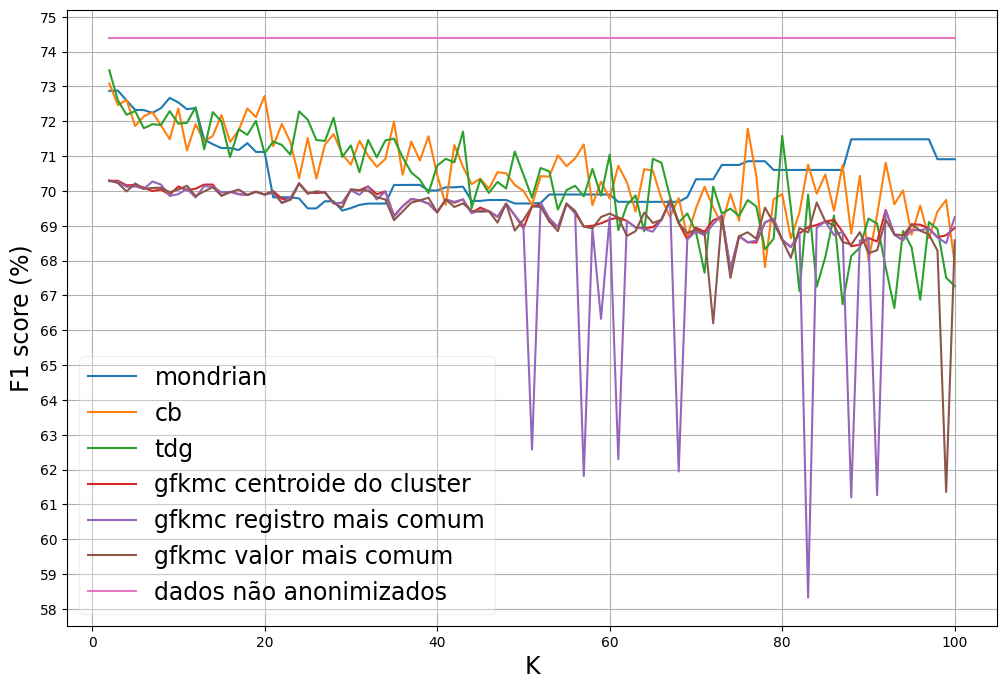 75
74
73
72
71
70
69
68
67
66
65
64
63
62
61
60
59
58
F1 score (%)
mondrian
cb
tdg
gfkmc centroide do cluster
gfkmc registro mais comum
gfkmc valor mais comum
dados não anonimizados
0 20 40 60 80 100
K